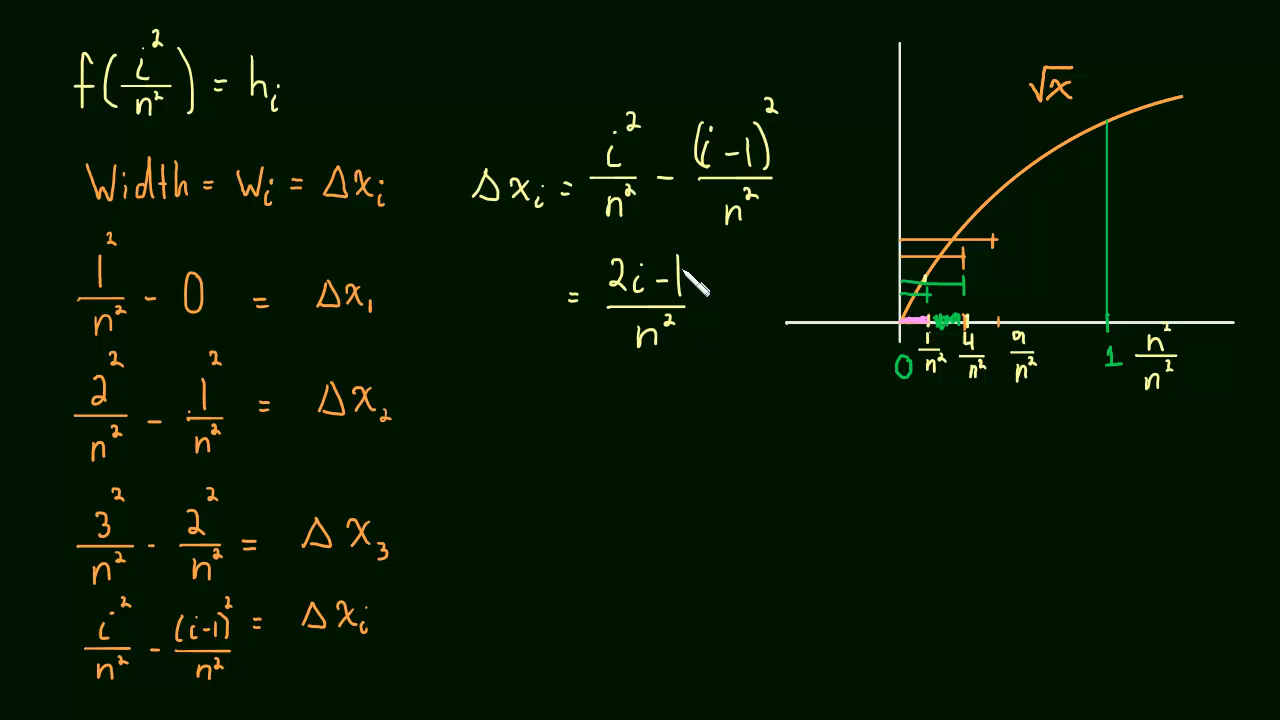 f(i²/n²) = hᵢ
Width = Wᵢ = Δxᵢ
1²/n² - 0 = Δx₁
2²/n² - 1²/n² = Δx₂
3²/n² - 2²/n² = Δx₃
i²/n² - (i-1)²/n² = Δxᵢ
Δxᵢ = i²/n² - (i-1)²/n²
= 2i-1/n²
√x
0 1/n² 4/n² 9/n² 1 n²/n²